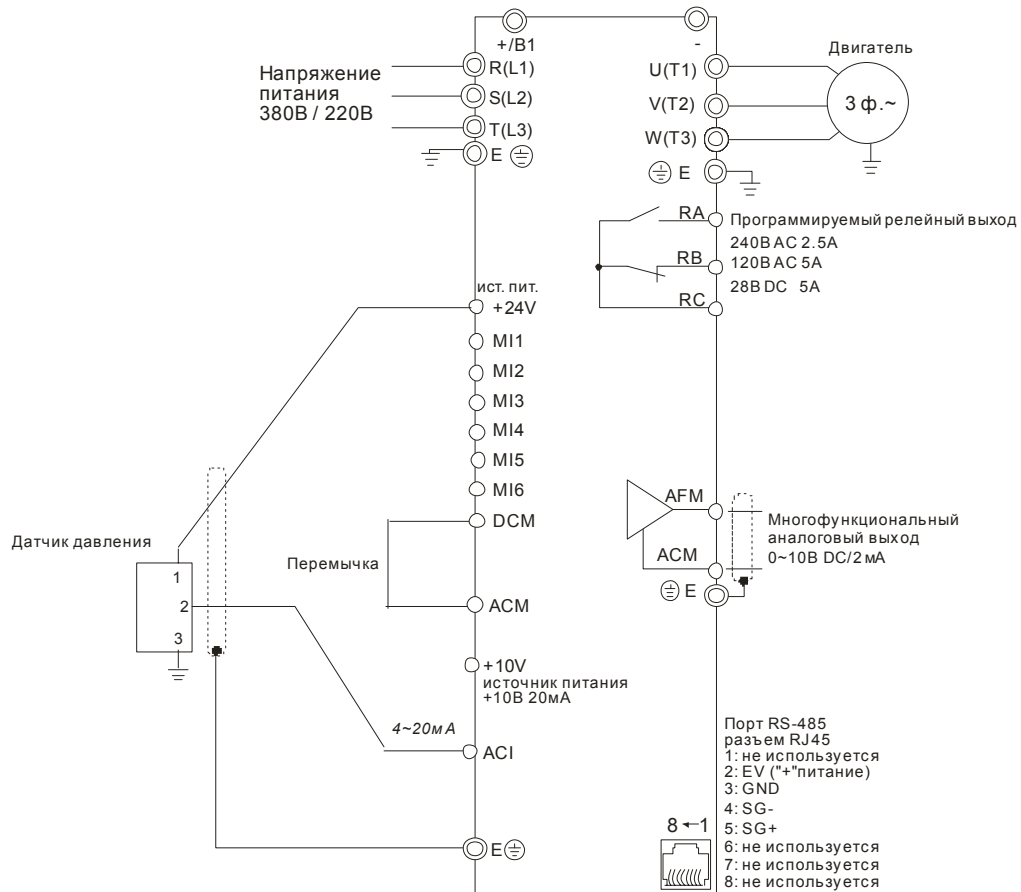 +/B1
-
R(L1)
S(L2)
T(L3)
E
Напряжение
питания
380В / 220В
U(T1)
V(T2)
W(T3)
E
Двигатель
3 ф.~
RA
RB
RC
Программируемый релейный выход
240В AC 2.5A
120В AC 5A
28В DC 5A
ист. пит.
+24V
MI1
MI2
MI3
MI4
MI5
MI6
DCM
Перемычка
ACM
Датчик давления
1
2
3
+10V
источник питания
+10В 20мА
4~20мА
ACI
E
AFM
ACM
E
Многофункциональный
аналоговый выход
0~10В DC/2мА
Порт RS-485
разъем RJ45
1: не используется
2: EV ("+"питание)
3: GND
4: SG-
5: SG+
6: не используется
7: не используется
8: не используется
8←1